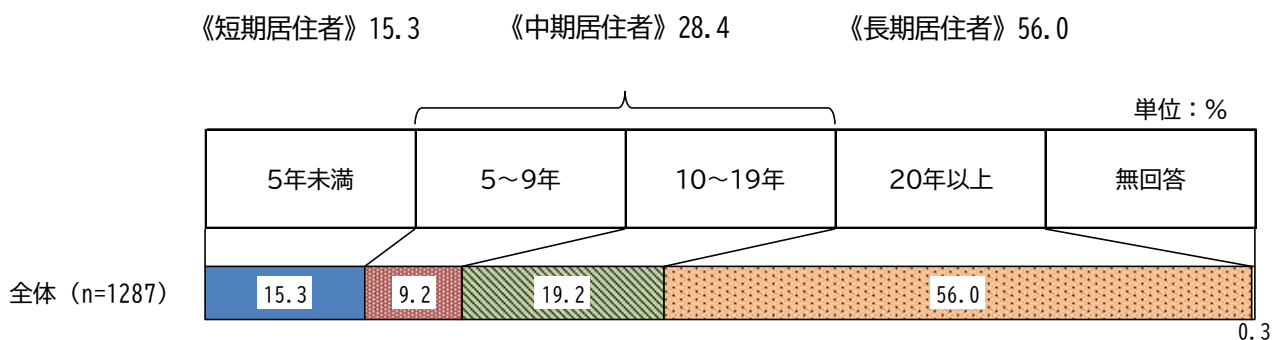 《短期居住者》15.3 《中期居住者》28.4 《長期居住者》56.0
単位：%
5年未満 5～9年 10～19年 20年以上 無回答
全体（n=1287） 15.3 9.2 19.2 56.0
0.3